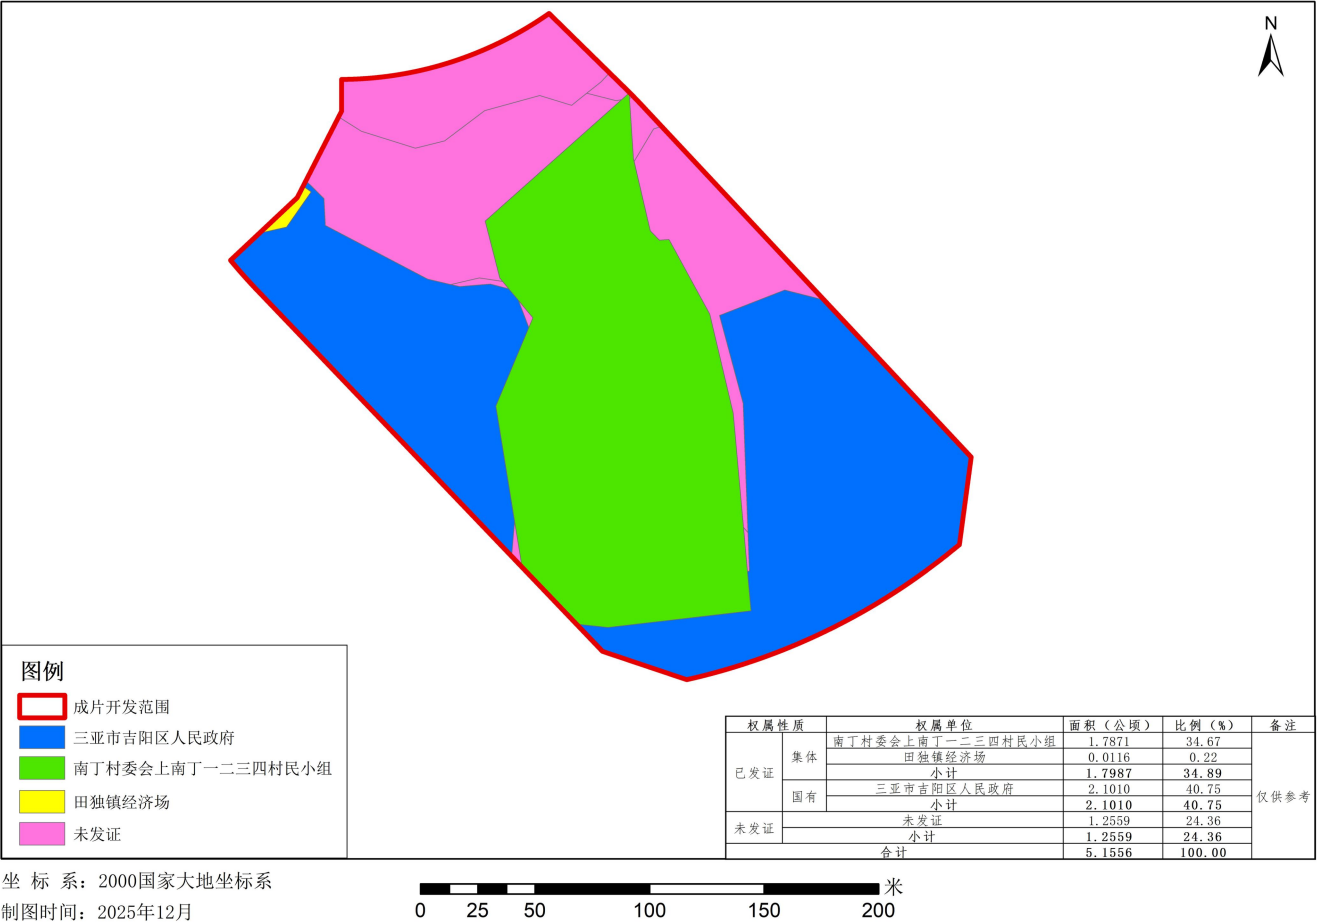 N
图例
成片开发范围
三亚市吉阳区人民政府
南丁村委会上南丁一二三四村民小组
田独镇经济场
未发证
权属性质 权属单位 面积（公顷） 比例（%） 备注
已发证 集体 南丁村委会上南丁一二三四村民小组 1.7871 34.67 仅供参考
田独镇经济场 0.0116 0.22
小计 1.7987 34.89
国有 三亚市吉阳区人民政府 2.1010 40.75
小计 2.1010 40.75
未发证 未发证 1.2559 24.36
小计 1.2559 24.36
合计 5.1556 100.00
坐 标 系：2000国家大地坐标系
制图时间：2025年12月
米
0 25 50 100 150 200